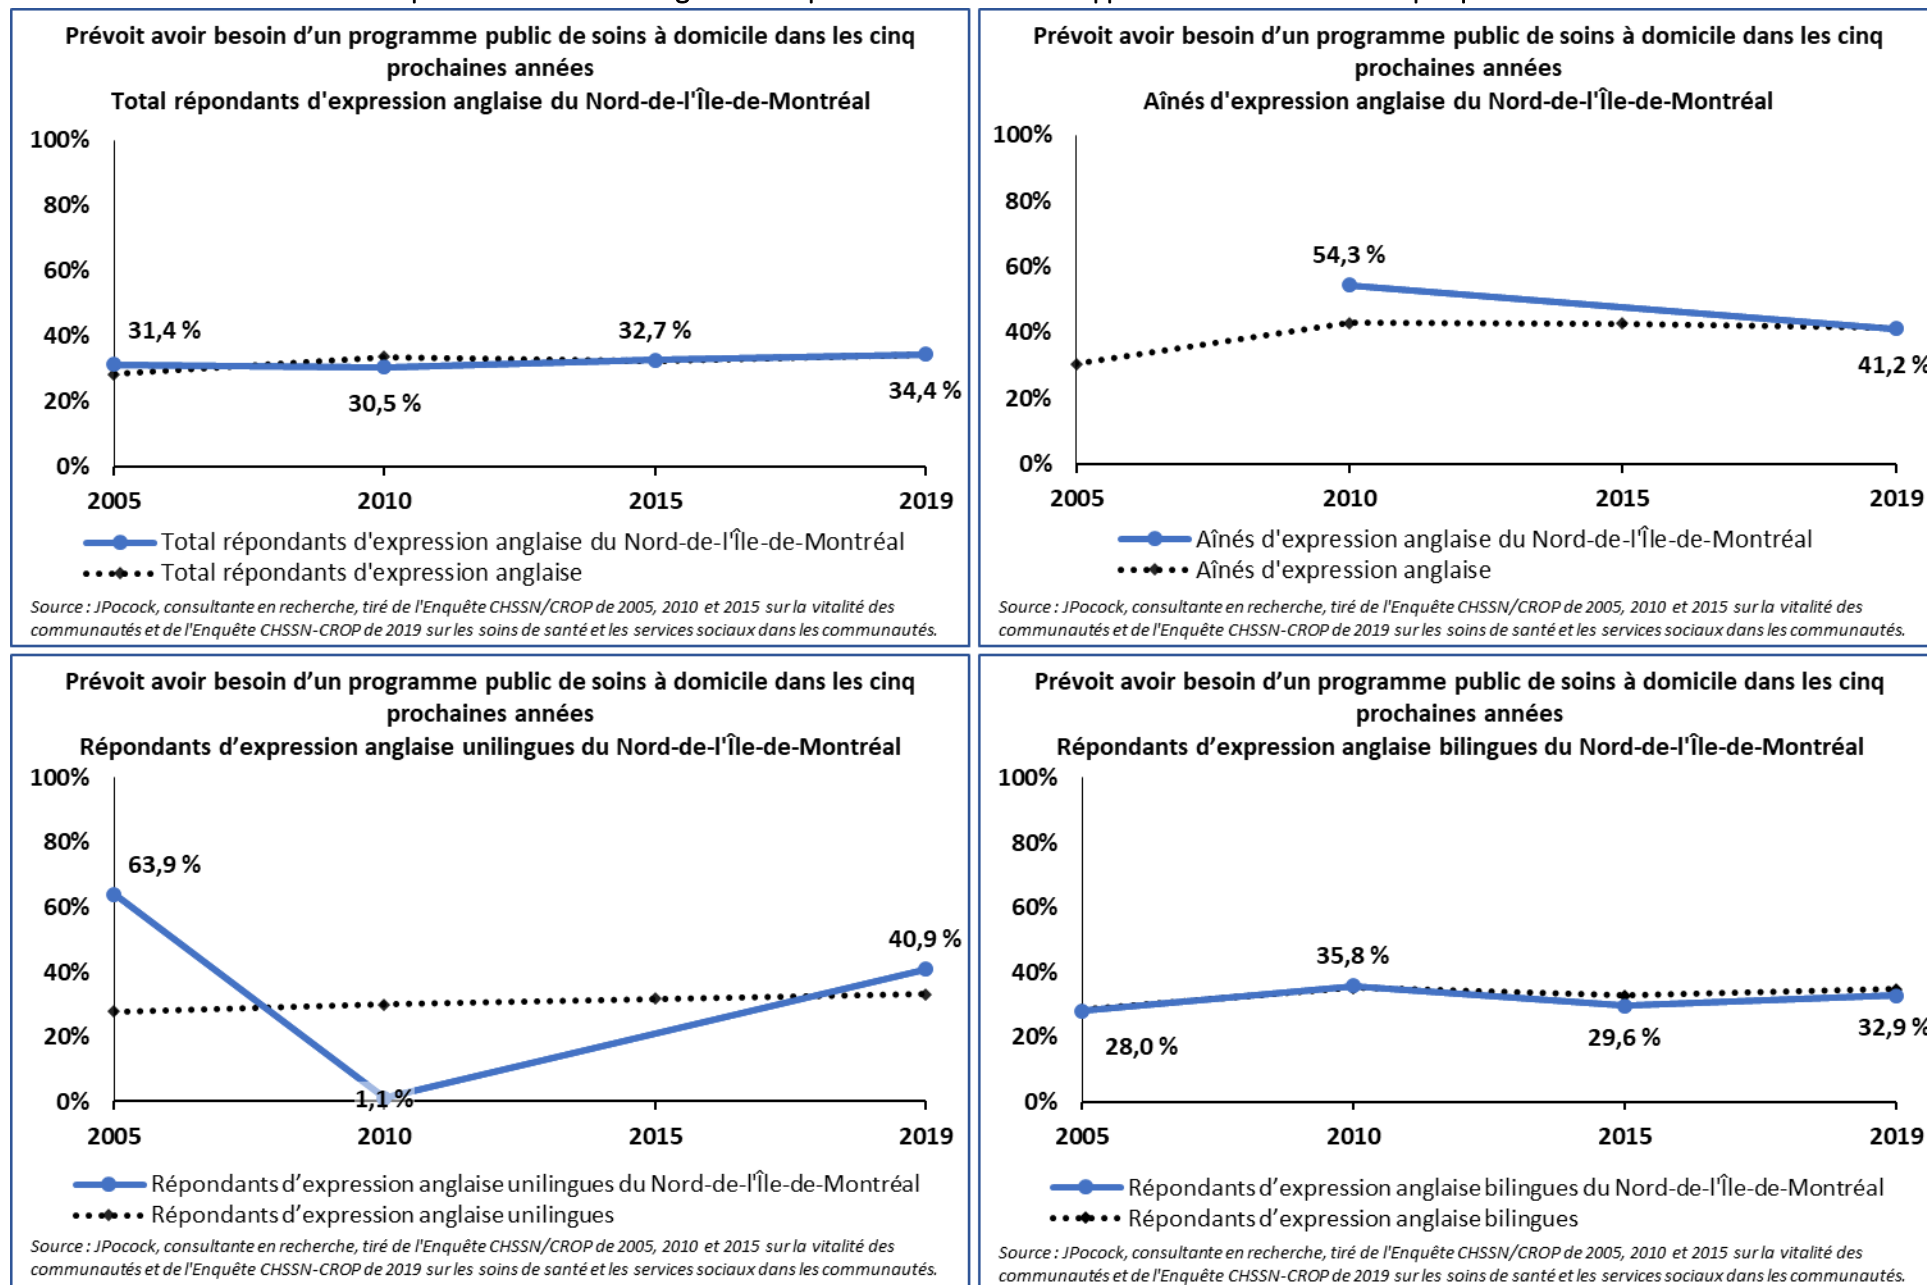 Prévoit avoir besoin d'un programme public de soins à domicile dans les cinq
prochaines années
Total répondants d'expression anglaise du Nord-de-l'Île-de-Montréal
100%
80%
60%
40%
20%
0%
31,4 %
30,5 %
32,7 %
34,4 %
2005 2010 2015 2019
Total répondants d'expression anglaise du Nord-de-l'Île-de-Montréal
Total répondants d'expression anglaise
Source : JPocock, consultante en recherche, tiré de l'Enquête CHSSN/CROP de 2005, 2010 et 2015 sur la vitalité des
communautés et de l'Enquête CHSSN-CROP de 2019 sur les soins de santé et les services sociaux dans les communautés.
Prévoit avoir besoin d'un programme public de soins à domicile dans les cinq
prochaines années
Aînés d'expression anglaise du Nord-de-l'Île-de-Montréal
100%
80%
60%
40%
20%
0%
54,3 %
41,2 %
2005 2010 2015 2019
Aînés d'expression anglaise du Nord-de-l'Île-de-Montréal
Aînés d'expression anglaise
Source : JPocock, consultante en recherche, tiré de l'Enquête CHSSN/CROP de 2005, 2010 et 2015 sur la vitalité des
communautés et de l'Enquête CHSSN-CROP de 2019 sur les soins de santé et les services sociaux dans les communautés.
Prévoit avoir besoin d'un programme public de soins à domicile dans les cinq
prochaines années
Répondants d'expression anglaise unilingues du Nord-de-l'Île-de-Montréal
100%
80%
60%
40%
20%
0%
63,9 %
1,1 %
40,9 %
2005 2010 2015 2019
Répondants d'expression anglaise unilingues du Nord-de-l'Île-de-Montréal
Répondants d'expression anglaise unilingues
Source : JPocock, consultante en recherche, tiré de l'Enquête CHSSN/CROP de 2005, 2010 et 2015 sur la vitalité des
communautés et de l'Enquête CHSSN-CROP de 2019 sur les soins de santé et les services sociaux dans les communautés.
Prévoit avoir besoin d'un programme public de soins à domicile dans les cinq
prochaines années
Répondants d'expression anglaise bilingues du Nord-de-l'Île-de-Montréal
100%
80%
60%
40%
20%
0%
28,0 %
35,8 %
29,6 %
32,9 %
2005 2010 2015 2019
Répondants d'expression anglaise bilingues du Nord-de-l'Île-de-Montréal
Répondants d'expression anglaise bilingues
Source : JPocock, consultante en recherche, tiré de l'Enquête CHSSN/CROP de 2005, 2010 et 2015 sur la vitalité des
communautés et de l'Enquête CHSSN-CROP de 2019 sur les soins de santé et les services sociaux dans les communautés.